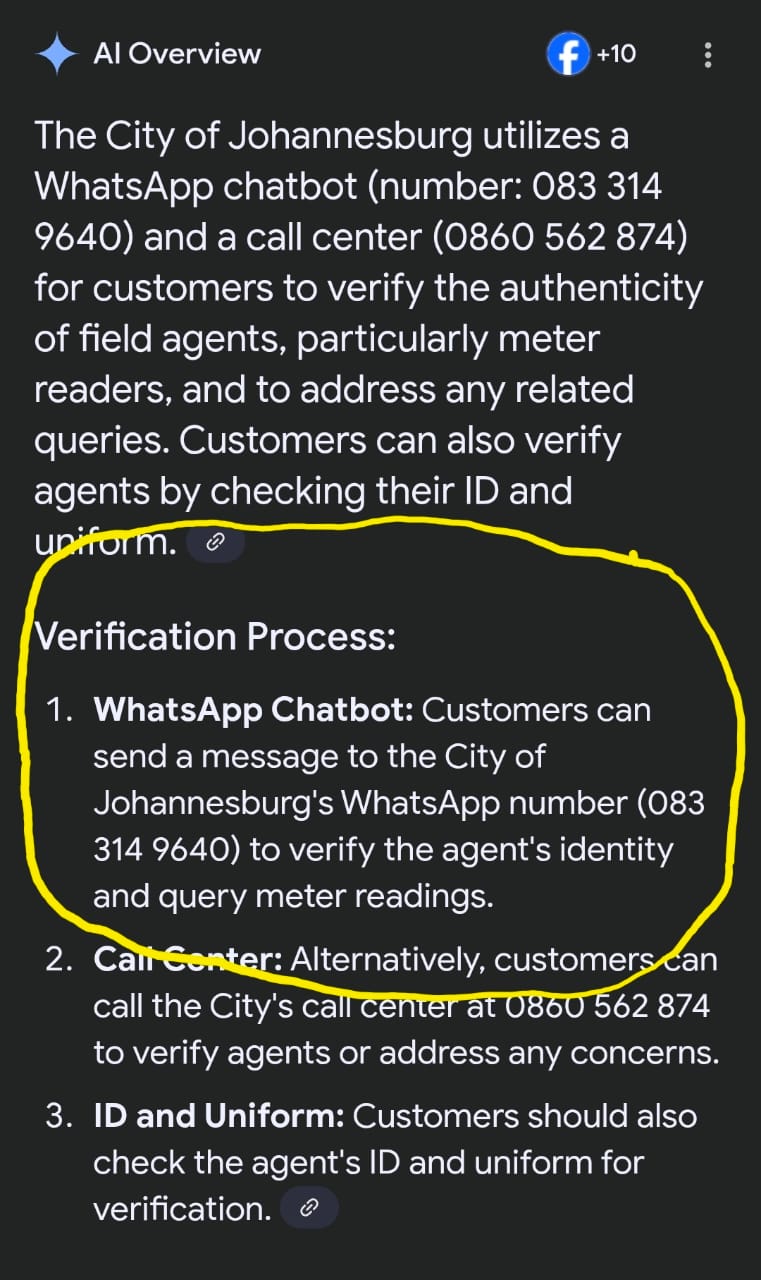 AI Overview
+10
The City of Johannesburg utilizes a
WhatsApp chatbot (number: 083 314
9640) and a call center (0860 562 874)
for customers to verify the authenticity
of field agents, particularly meter
readers, and to address any related
queries. Customers can also verify
agents by checking their ID and
uniform.
Verification Process:
1. WhatsApp Chatbot: Customers can
send a message to the City of
Johannesburg's WhatsApp number (083
314 9640) to verify the agent's identity
and query meter readings.
2. Call Center: Alternatively, customers can
call the City's call center at 0860 562 874
to verify agents or address any concerns.
3. ID and Uniform: Customers should also
check the agent's ID and uniform for
verification.